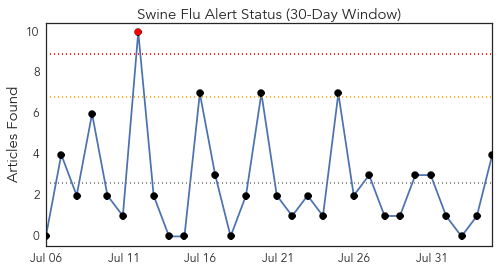 Swine Flu Alert Status (30-Day Window)
Articles Found
10
8
6
4
2
0
Jul 06
Jul 11
Jul 16
Jul 21
Jul 26
Jul 31